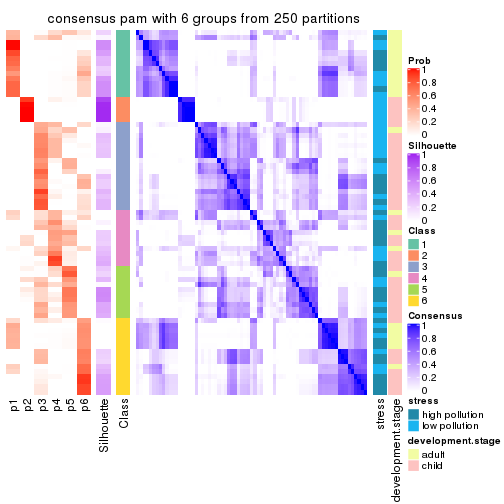 consensus pam with 6 groups from 250 partitions
Prob
1
0.8
0.6
0.4
0.2
0
Silhouette
1
0.8
0.6
0.4
0.2
0
Class
1
2
3
4
5
6
Consensus
1
0.8
0.6
0.4
0.2
0
stress
high pollution
low pollution
development.stage
adult
child
p1
p2
p3
p4
p5
p6
Silhouette
Class
stress
development.stage